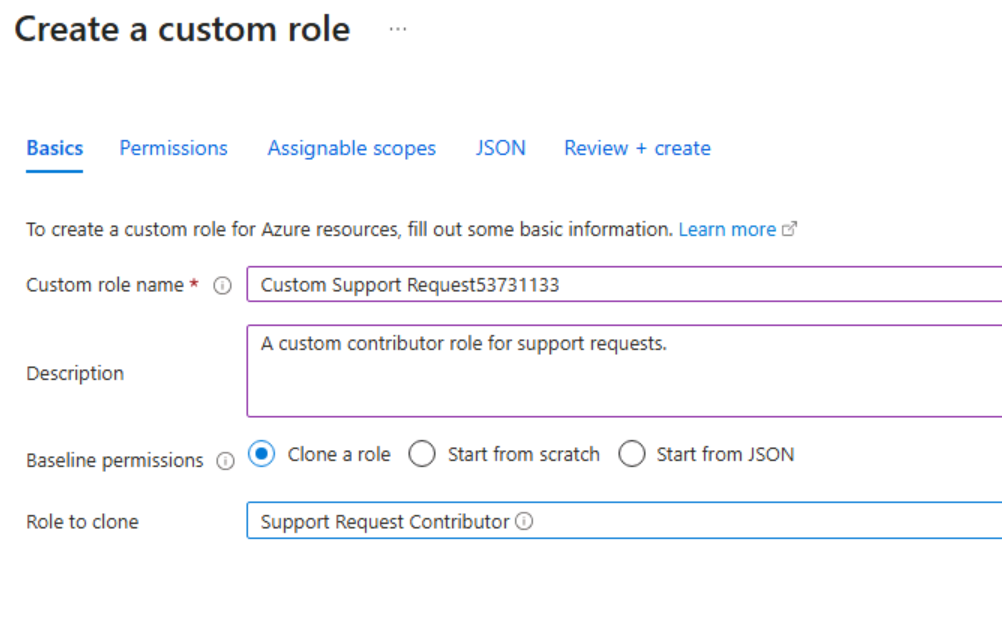 Create a custom role ...
Basics Permissions Assignable scopes JSON Review + create
To create a custom role for Azure resources, fill out some basic information. Learn more
Custom role name * Custom Support Request53731133
A custom contributor role for support requests.
Description
Baseline permissions Clone a role Start from scratch Start from JSON
Role to clone Support Request Contributor